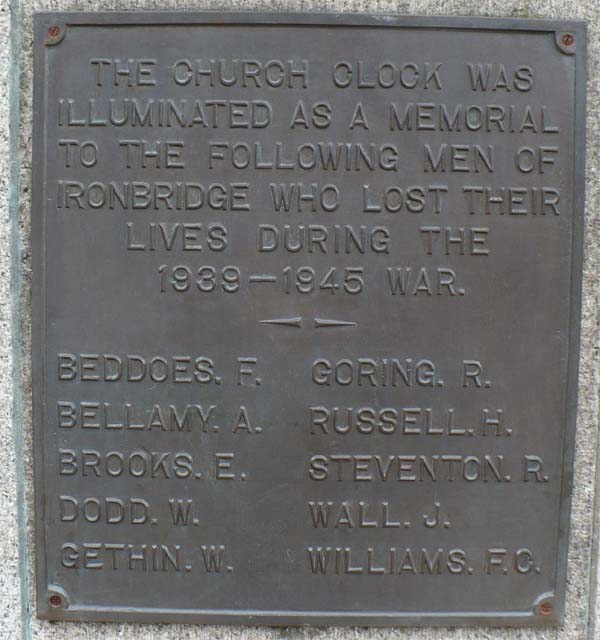 THE CHURCH CLOCK WAS
ILLUMINATED AS A MEMORIAL
TO THE FOLLOWING MEN OF
IRONBRIDGE WHO LOST THEIR
LIVES DURING THE
1939-1945 WAR.
BEDDOES. F.
BELLAMY. A.
BROOKS. E.
DODD. W.
GETHIN. W.
GORING. R.
RUSSELL. H.
STEVENTON. R.
WALL. J.
WILLIAMS. F.C.